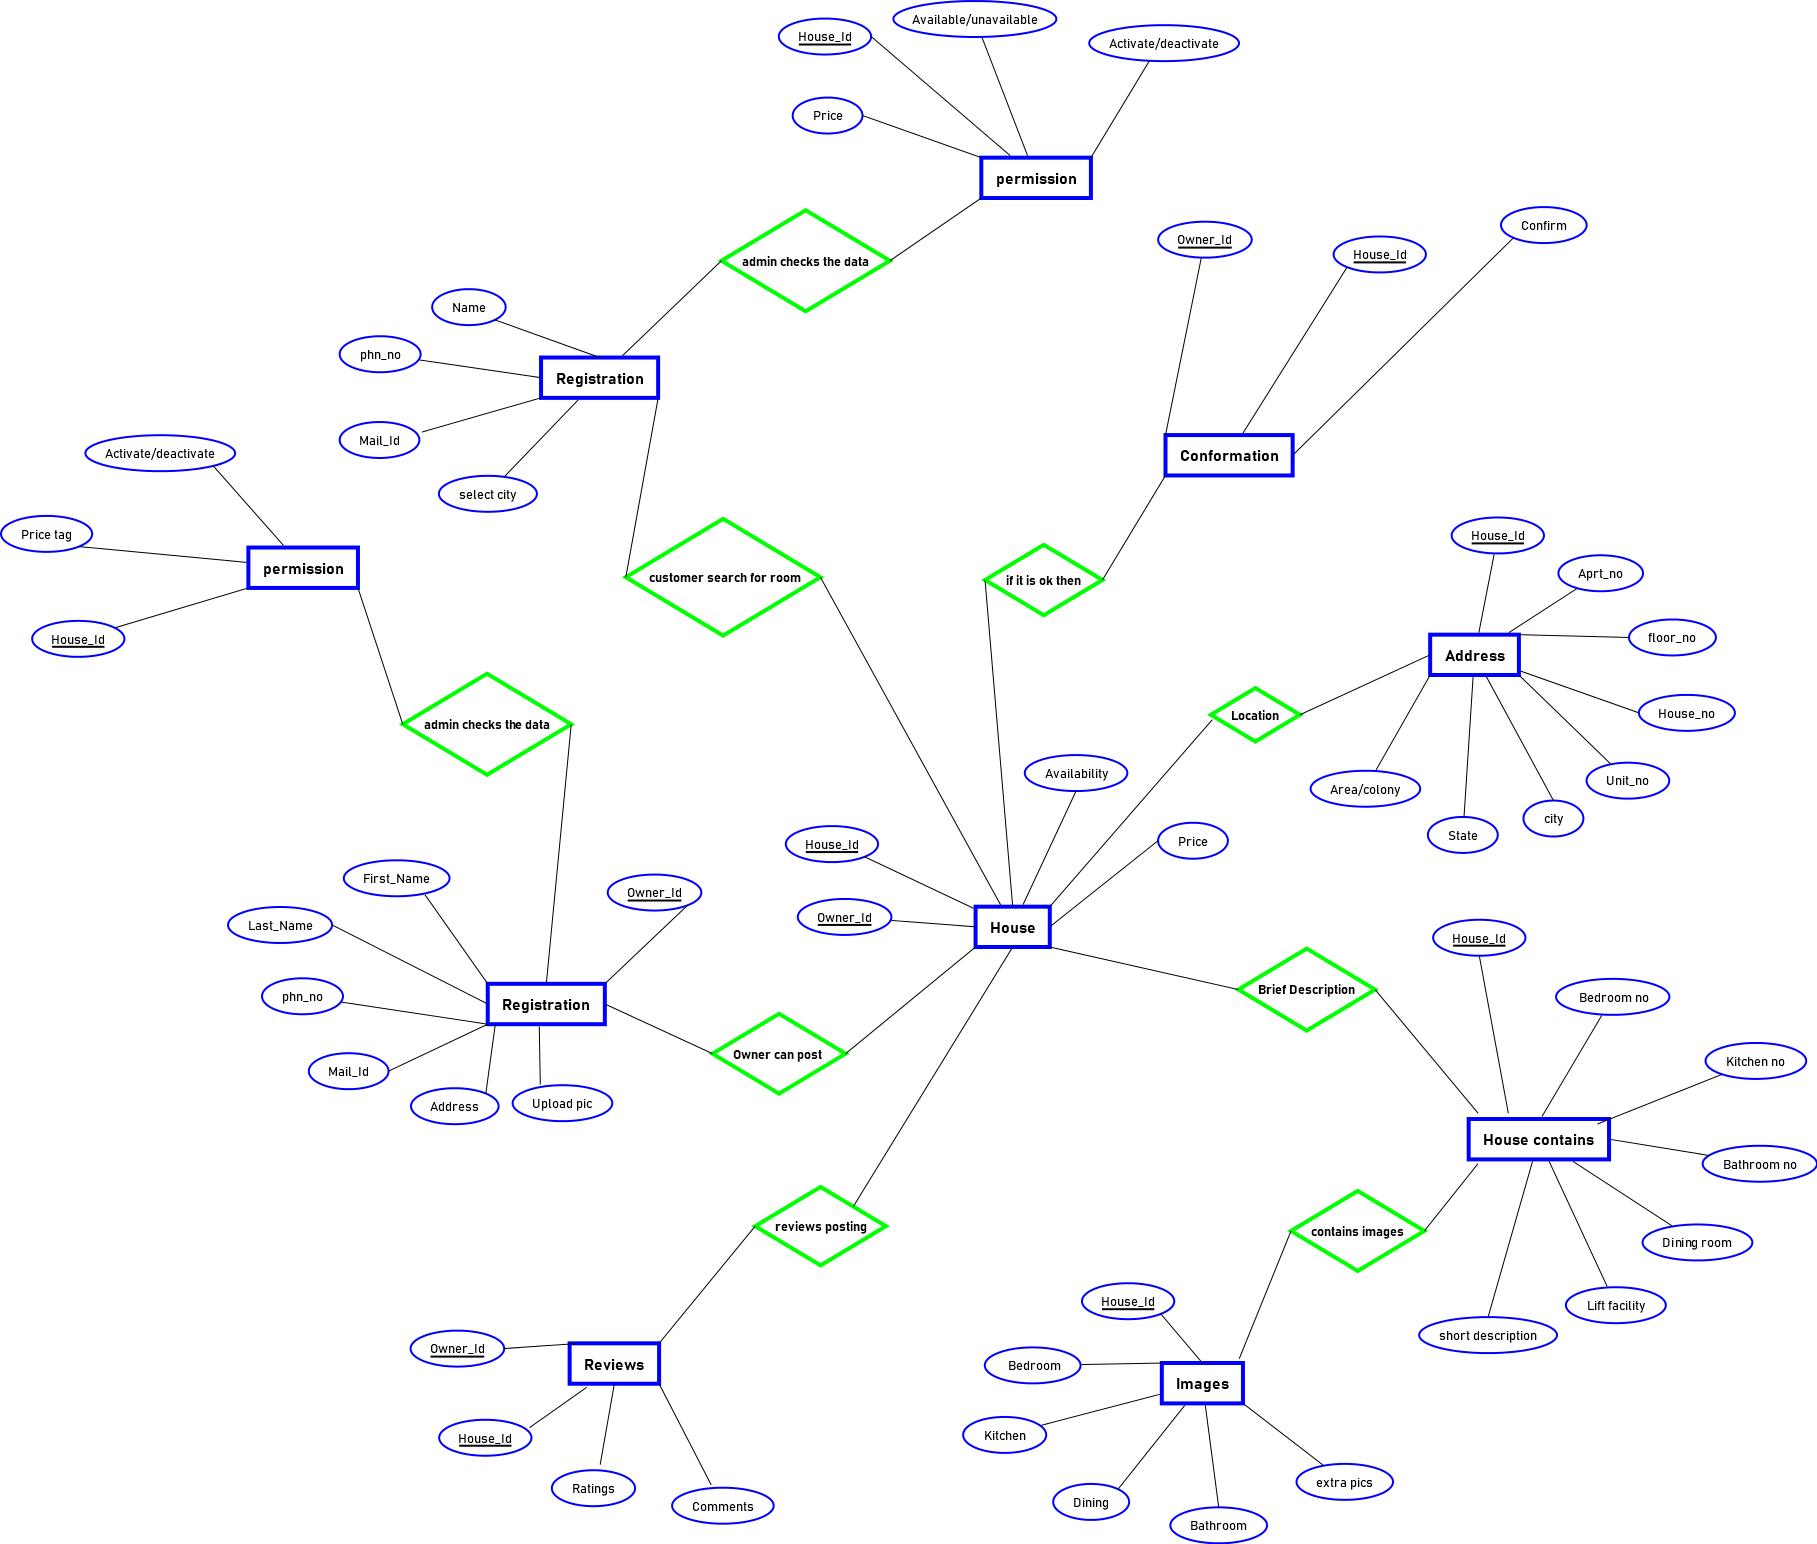 Available/unavailable
House_Id
Activate/deactivate
Price
permission
Owner_Id
Confirm
House_Id
admin checks the data
Name
phn_no
Registration
Mail_Id
select city
Conformation
Activate/deactivate
Price tag
permission
House_Id
customer search for room
if it is ok then
House_Id
Aprt_no
floor_no
Address
House_no
Location
Unit_no
Area/colony
city
State
admin checks the data
Availability
Price
House_Id
Owner_Id
House
First_Name
Owner_Id
Last_Name
phn_no
Registration
Mail_Id
Address
Upload pic
Owner can post
House_Id
Brief Description
Bedroom no
Kitchen no
House contains
Bathroom no
Dining room
Lift facility
short description
reviews posting
contains images
Owner_Id
Reviews
House_Id
Ratings
Comments
House_Id
Bedroom
Images
Kitchen
Dining
Bathroom
extra pics